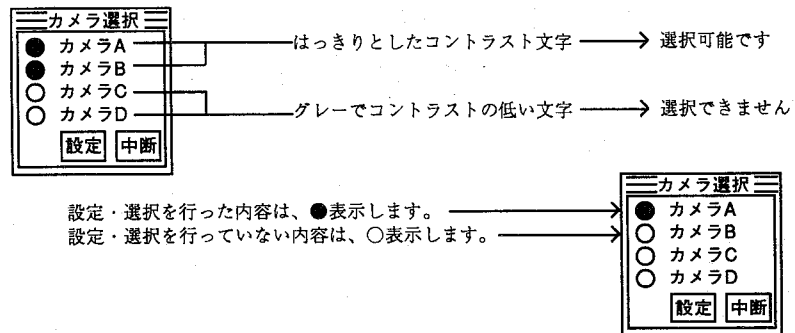 カメラ選択
● カメラA はっきりとしたコントラスト文字 → 選択可能です
● カメラB
○ カメラC
○ カメラD グレーでコントラストの低い文字 → 選択できません
設定 中断
設定・選択を行った内容は、●表示します。
設定・選択を行っていない内容は、○表示します。
カメラ選択
● カメラA
○ カメラB
○ カメラC
○ カメラD
設定 中断